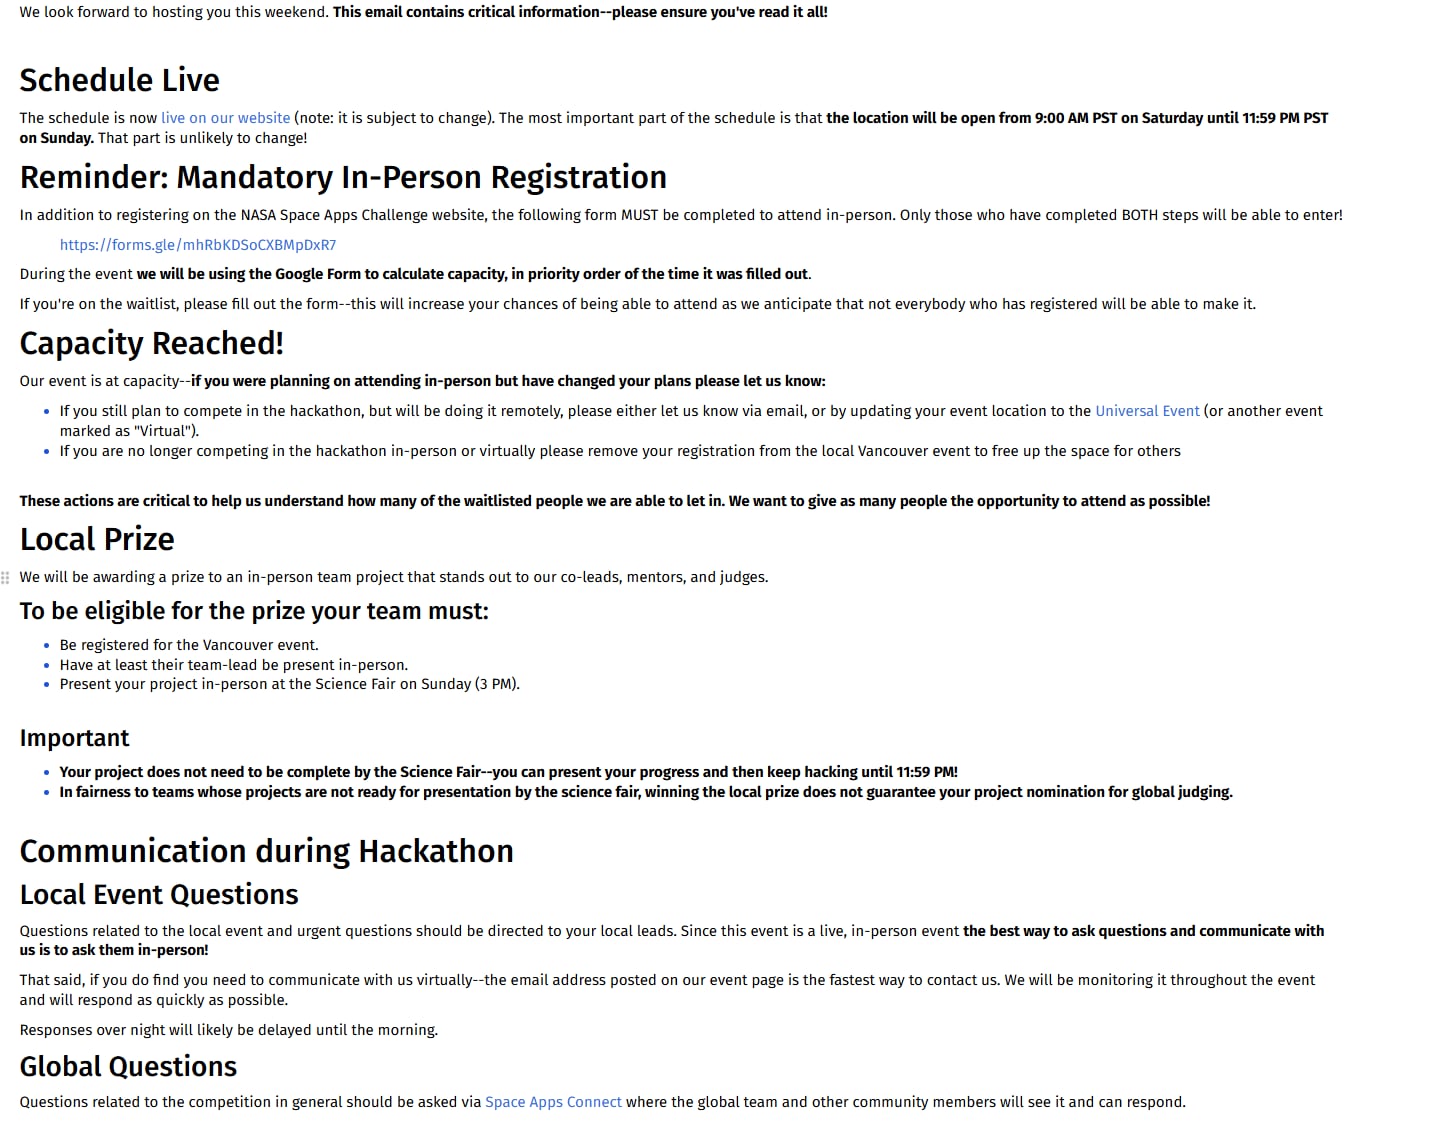 We look forward to hosting you this weekend. This email contains critical information--please ensure you've read it all!
Schedule Live
The schedule is now live on our website (note: it is subject to change). The most important part of the schedule is that the location will be open from 9:00 AM PST on Saturday until 11:59 PM PST
on Sunday. That part is unlikely to change!
Reminder: Mandatory In-Person Registration
In addition to registering on the NASA Space Apps Challenge website, the following form MUST be completed to attend in-person. Only those who have completed BOTH steps will be able to enter!
https://forms.gle/mhRbKDSoCXBMpDxR7
During the event we will be using the Google Form to calculate capacity, in priority order of the time it was filled out.
If you're on the waitlist, please fill out the form--this will increase your chances of being able to attend as we anticipate that not everybody who has registered will be able to make it.
Capacity Reached!
Our event is at capacity--if you were planning on attending in-person but have changed your plans please let us know:
• If you still plan to compete in the hackathon, but will be doing it remotely, please either let us know via email, or by updating your event location to the Universal Event (or another event
marked as "Virtual").
• If you are no longer competing in the hackathon in-person or virtually please remove your registration from the local Vancouver event to free up the space for others
These actions are critical to help us understand how many of the waitlisted people we are able to let in. We want to give as many people the opportunity to attend as possible!
Local Prize
We will be awarding a prize to an in-person team project that stands out to our co-leads, mentors, and judges.
To be eligible for the prize your team must:
• Be registered for the Vancouver event.
• Have at least their team-lead be present in-person.
• Present your project in-person at the Science Fair on Sunday (3 PM).
Important
• Your project does not need to be complete by the Science Fair--you can present your progress and then keep hacking until 11:59 PM!
• In fairness to teams whose projects are not ready for presentation by the science fair, winning the local prize does not guarantee your project nomination for global judging.
Communication during Hackathon
Local Event Questions
Questions related to the local event and urgent questions should be directed to your local leads. Since this event is a live, in-person event the best way to ask questions and communicate with
us is to ask them in-person!
That said, if you do find you need to communicate with us virtually--the email address posted on our event page is the fastest way to contact us. We will be monitoring it throughout the event
and will respond as quickly as possible.
Responses over night will likely be delayed until the morning.
Global Questions
Questions related to the competition in general should be asked via Space Apps Connect where the global team and other community members will see it and can respond.